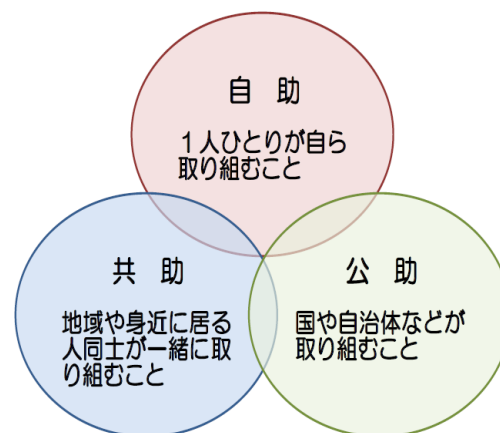 自　助
１人ひとりが自ら
取り組むこと
共　助
地域や身近に居る
人同士が一緒に取
り組むこと
公　助
国や自治体などが
取り組むこと